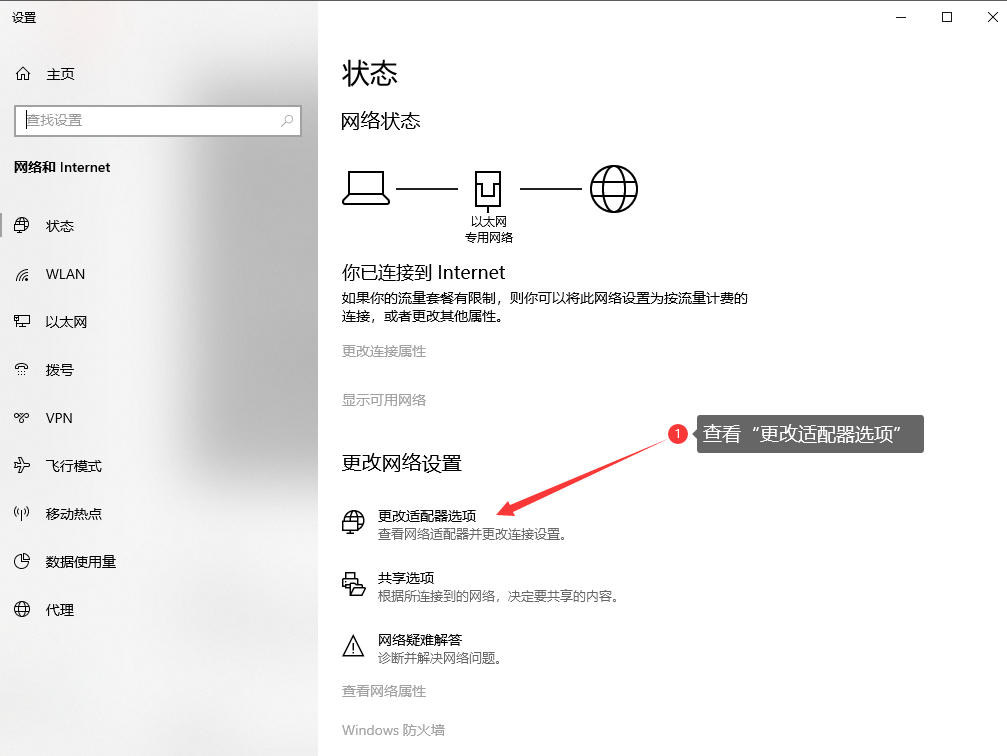 设置
主页
查找设置
网络和 Internet
状态
WLAN
以太网
拨号
VPN
飞行模式
移动热点
数据使用量
代理
状态
网络状态
以太网
专用网络
你已连接到 Internet
如果你的流量套餐有限制，则你可以将此网络设置为按流量计费的
连接，或者更改其他属性。
更改连接属性
显示可用网络
1 查看“更改适配器选项”
更改网络设置
更改适配器选项
查看网络适配器并更改连接设置。
共享选项
根据所连接到的网络，决定要共享的内容。
网络疑难解答
诊断并解决网络问题。
查看网络属性
Windows 防火墙